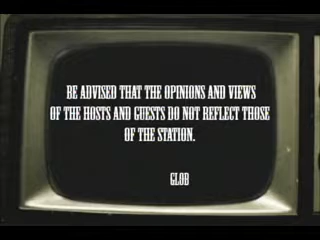 BE ADVISED THAT THE OPINIONS AND VIEWS
OF THE HOSTS AND GUESTS DO NOT REFLECT THOSE
OF THE STATION.
GLOB